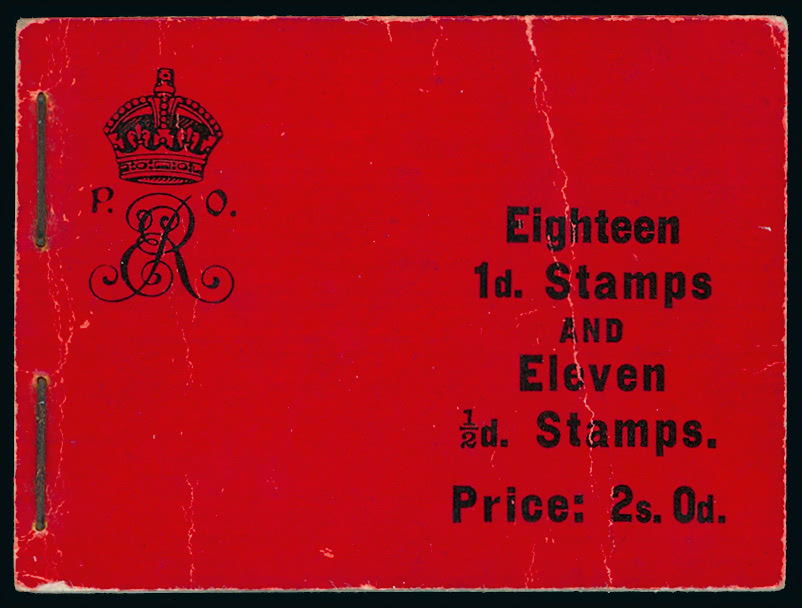 P. O.
ER
Eighteen
1d. Stamps
AND
Eleven
½d. Stamps.
Price: 2s. 0d.